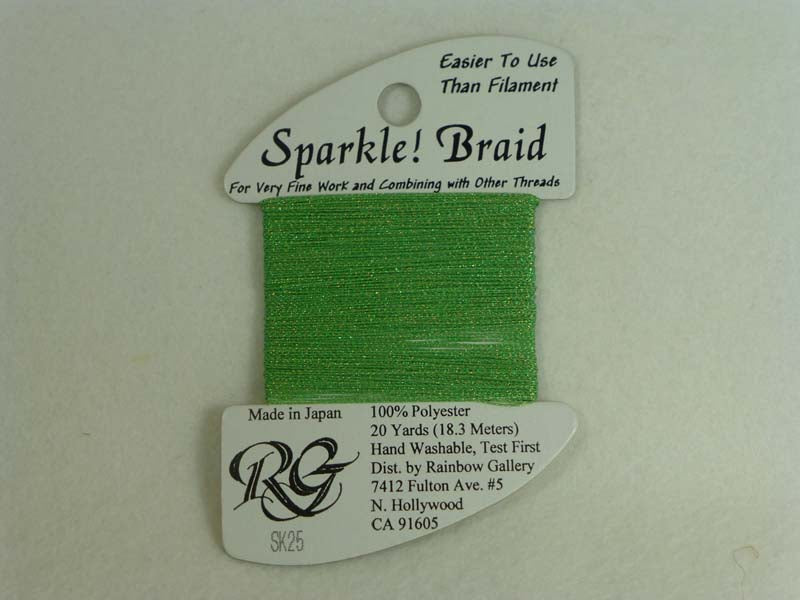 Easier To Use
Than Filament
Sparkle! Braid
For Very Fine Work and Combining with Other Threads
Made in Japan
100% Polyester
20 Yards (18.3 Meters)
Hand Washable, Test First
Dist. by Rainbow Gallery
7412 Fulton Ave. #5
N. Hollywood
CA 91605
RG
SK25